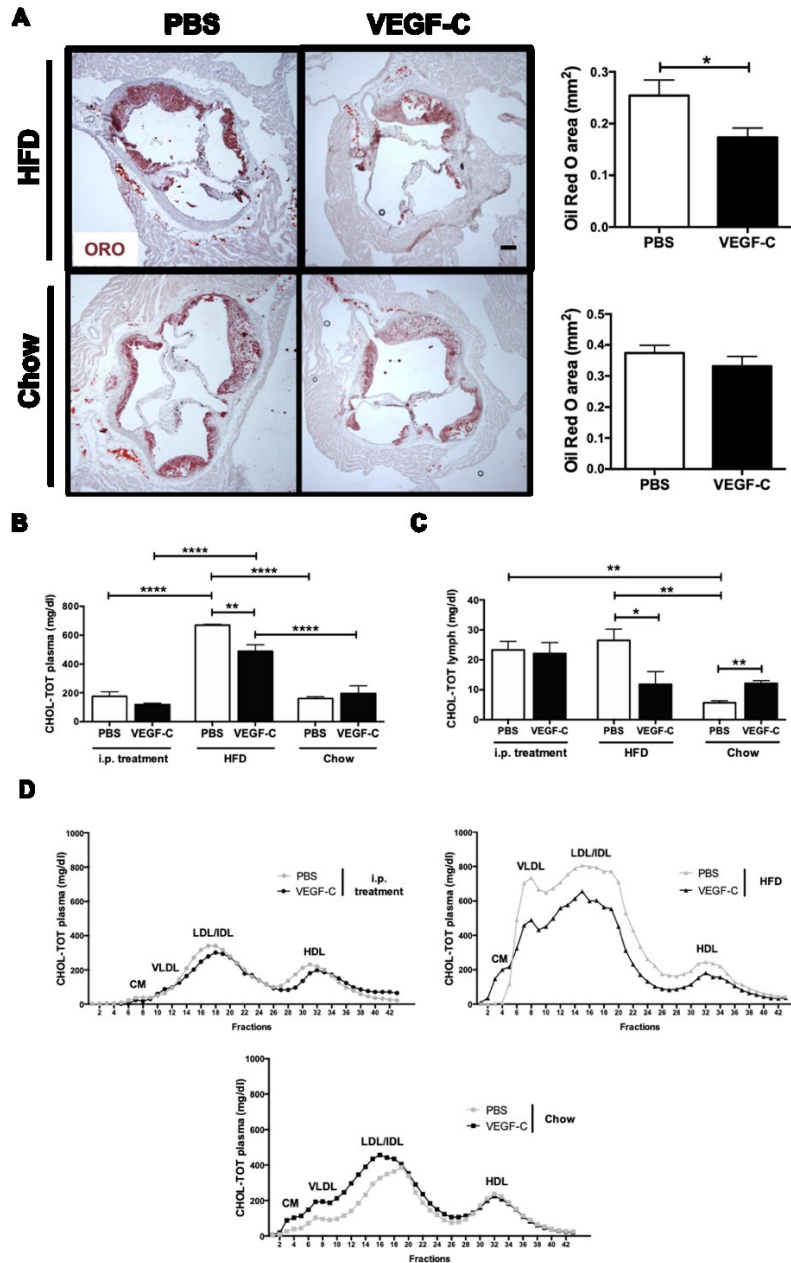 A
PBS
VEGF-C
HFD
ORO
Chow
*
Oil Red O area (mm²)
0.3
0.2
0.1
0.0
PBS
VEGF-C
Oil Red O area (mm²)
0.5
0.4
0.3
0.2
0.1
0.0
PBS
VEGF-C
B
****
****
****
**
****
CHOL-TOT plasma (mg/dl)
800
600
400
200
0
PBS VEGF-C PBS VEGF-C PBS VEGF-C
i.p. treatment HFD Chow
C
**
**
*
**
CHOL-TOT lymph (mg/dl)
40
30
20
10
0
PBS VEGF-C PBS VEGF-C PBS VEGF-C
i.p. treatment HFD Chow
D
CHOL-TOT plasma (mg/dl)
1000
800
600
400
200
0
PBS
VEGF-C
i.p.
treatment
LDL/IDL
HDL
VLDL
CM
2 4 6 8 10 12 14 16 18 20 22 24 26 28 30 32 34 36 38 40 42
Fractions
CHOL-TOT plasma (mg/dl)
1000
800
600
400
200
0
VLDL
LDL/IDL
PBS
VEGF-C
HFD
CM
HDL
2 4 6 8 10 12 14 16 18 20 22 24 26 28 30 32 34 36 38 40 42
Fractions
CHOL-TOT plasma (mg/dl)
1000
800
600
400
200
0
PBS
VEGF-C
Chow
LDL/IDL
VLDL
CM
HDL
2 4 6 8 10 12 14 16 18 20 22 24 26 28 30 32 34 36 38 40 42
Fractions